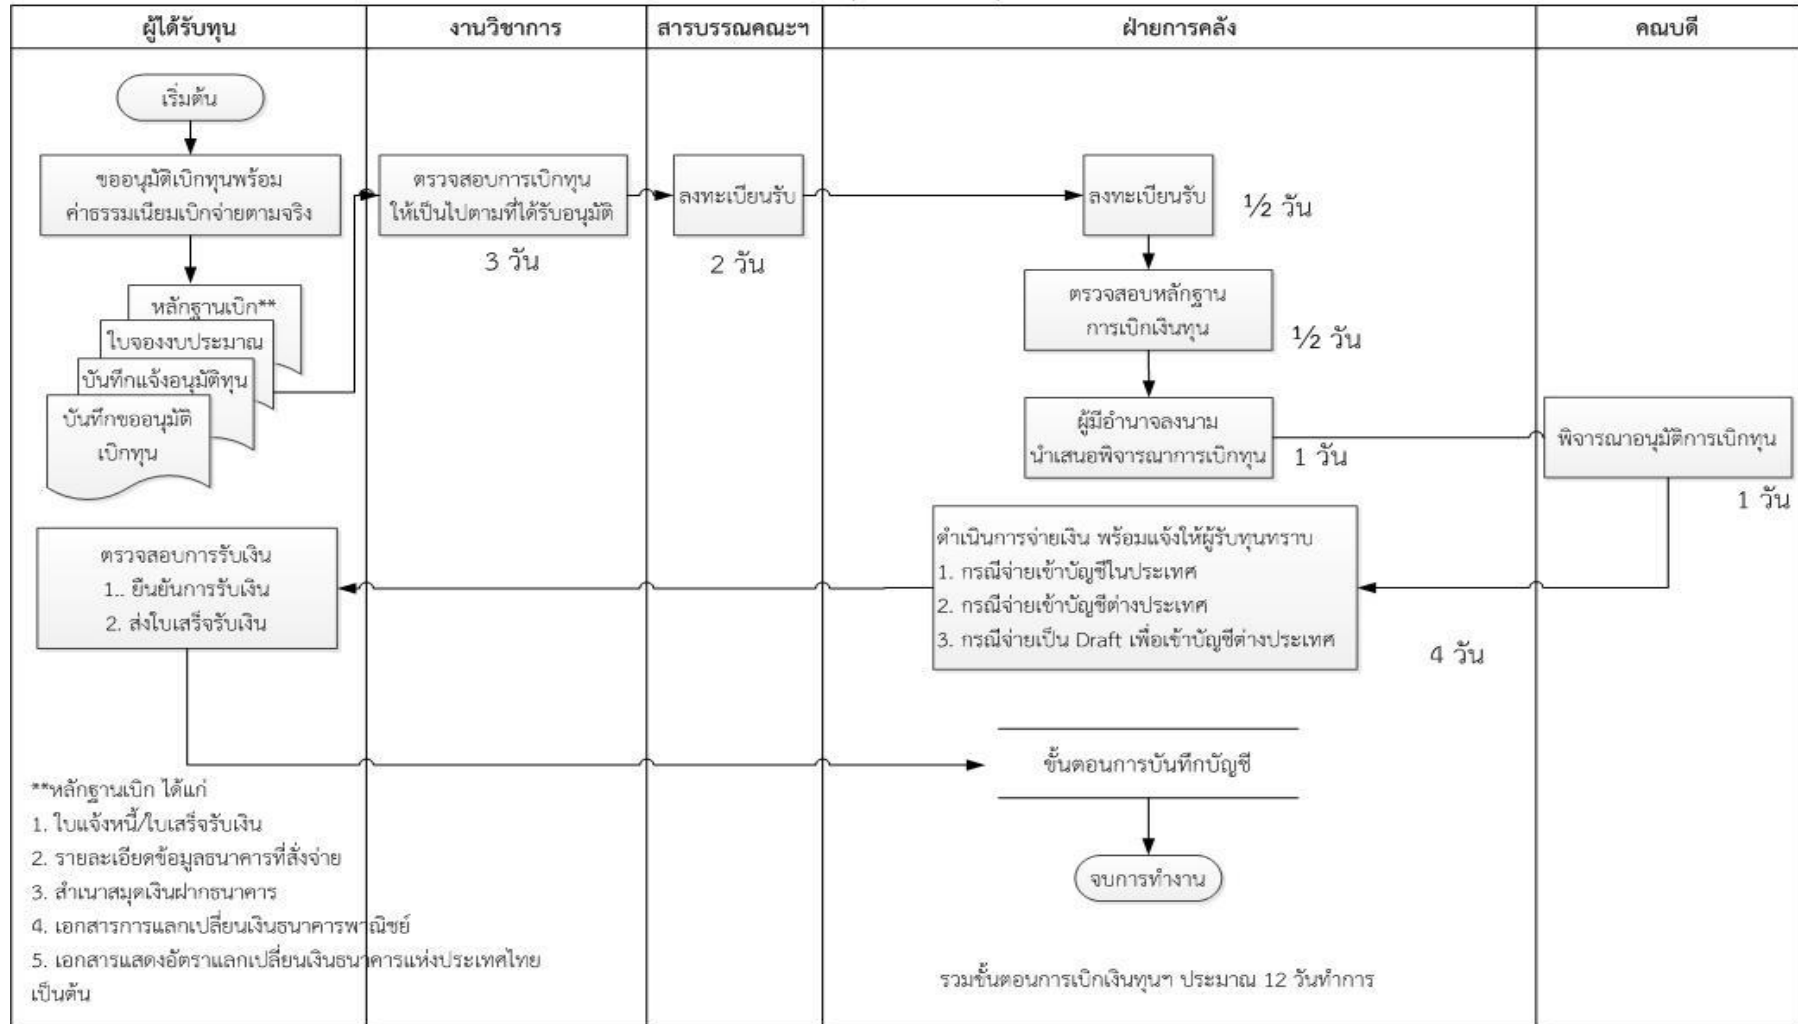 ผู้ได้รับทุน
งานวิชาการ
สารบรรณคณะฯ
ฝ่ายการคลัง
คณบดี
เริ่มต้น
ขออนุมัติเบิกทุนพร้อม
ค่าธรรมเนียมเบิกจ่ายตามจริง
ตรวจสอบการเบิกทุน
ให้เป็นไปตามที่ได้รับอนุมัติ
3 วัน
ลงทะเบียนรับ
2 วัน
ลงทะเบียนรับ
½ วัน
หลักฐานเบิก**
ใบจองงบประมาณ
บันทึกแจ้งอนุมัติทุน
บันทึกขออนุมัติ
เบิกทุน
ตรวจสอบหลักฐาน
การเบิกเงินทุน
½ วัน
ผู้มีอำนาจลงนาม
นำเสนอพิจารณาการเบิกทุน
1 วัน
พิจารณาอนุมัติการเบิกทุน
1 วัน
ดำเนินการจ่ายเงิน พร้อมแจ้งให้ผู้รับทุนทราบ
1. กรณีจ่ายเข้าบัญชีในประเทศ
2. กรณีจ่ายเข้าบัญชีต่างประเทศ
3. กรณีจ่ายเป็น Draft เพื่อเข้าบัญชีต่างประเทศ
4 วัน
ตรวจสอบการรับเงิน
1.. ยืนยันการรับเงิน
2. ส่งใบเสร็จรับเงิน
ขั้นตอนการบันทึกบัญชี
จบการทำงาน
**หลักฐานเบิก ได้แก่
1. ใบแจ้งหนี้/ใบเสร็จรับเงิน
2. รายละเอียดข้อมูลธนาคารที่สั่งจ่าย
3. สำเนาสมุดเงินฝากธนาคาร
4. เอกสารการแลกเปลี่ยนเงินธนาคารพาณิชย์
5. เอกสารแสดงอัตราแลกเปลี่ยนเงินธนาคารแห่งประเทศไทย
เป็นต้น
รวมขั้นตอนการเบิกเงินทุนฯ ประมาณ 12 วันทำการ